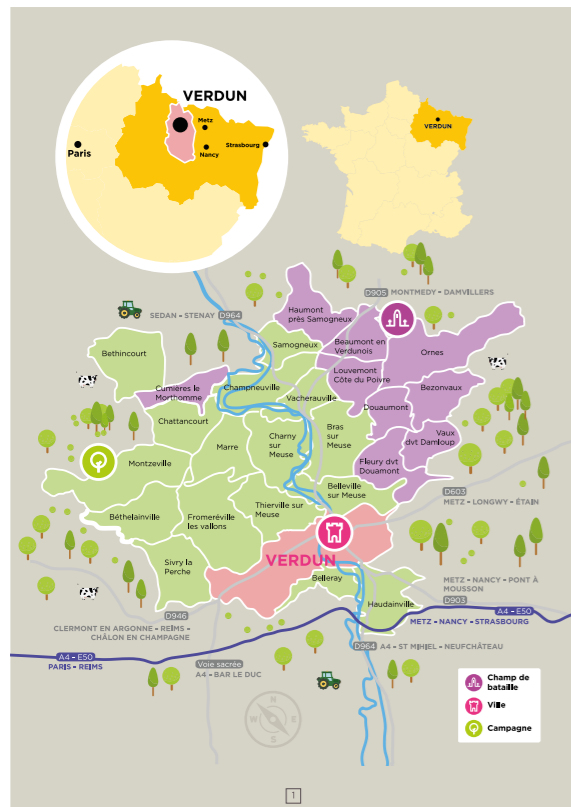 VERDUN
Metz
Paris
Nancy
Strasbourg
VERDUN
D905 MONTMEDY - DAMVILLERS
SEDAN - STENAY D964
Haumont
près Samogneux
Samogneux
Beaumont en
Verdunois
Ornes
Bethincourt
Louvemont
Côte du Poivre
Cumières le
Morthomme
Champneuville
Bezonvaux
Vacherauville
Douaumont
Chattancourt
Marre
Charny
sur
Meuse
Bras
sur
Meuse
Vaux
dvt Damloup
Montzeville
Fleury dvt
Douamont
Belleville
sur Meuse
D603
METZ - LONGWY - ÉTAIN
Béthelainville
Fromeréville
les vallons
Thierville sur
Meuse
VERDUN
Sivry la
Perche
Belleray
METZ - NANCY - PONT À
MOUSSON
D903
Haudainville
D946
CLERMONT EN ARGONNE - REIMS -
CHÂLON EN CHAMPAGNE
A4 - E50
METZ - NANCY - STRASBOURG
D964 A4 - ST MIHIEL - NEUFCHÂTEAU
A4 - E50
PARIS - REIMS
Voie sacrée
A4 - BAR LE DUC
N
W
E
S
Champ de
bataille
Ville
Campagne
1